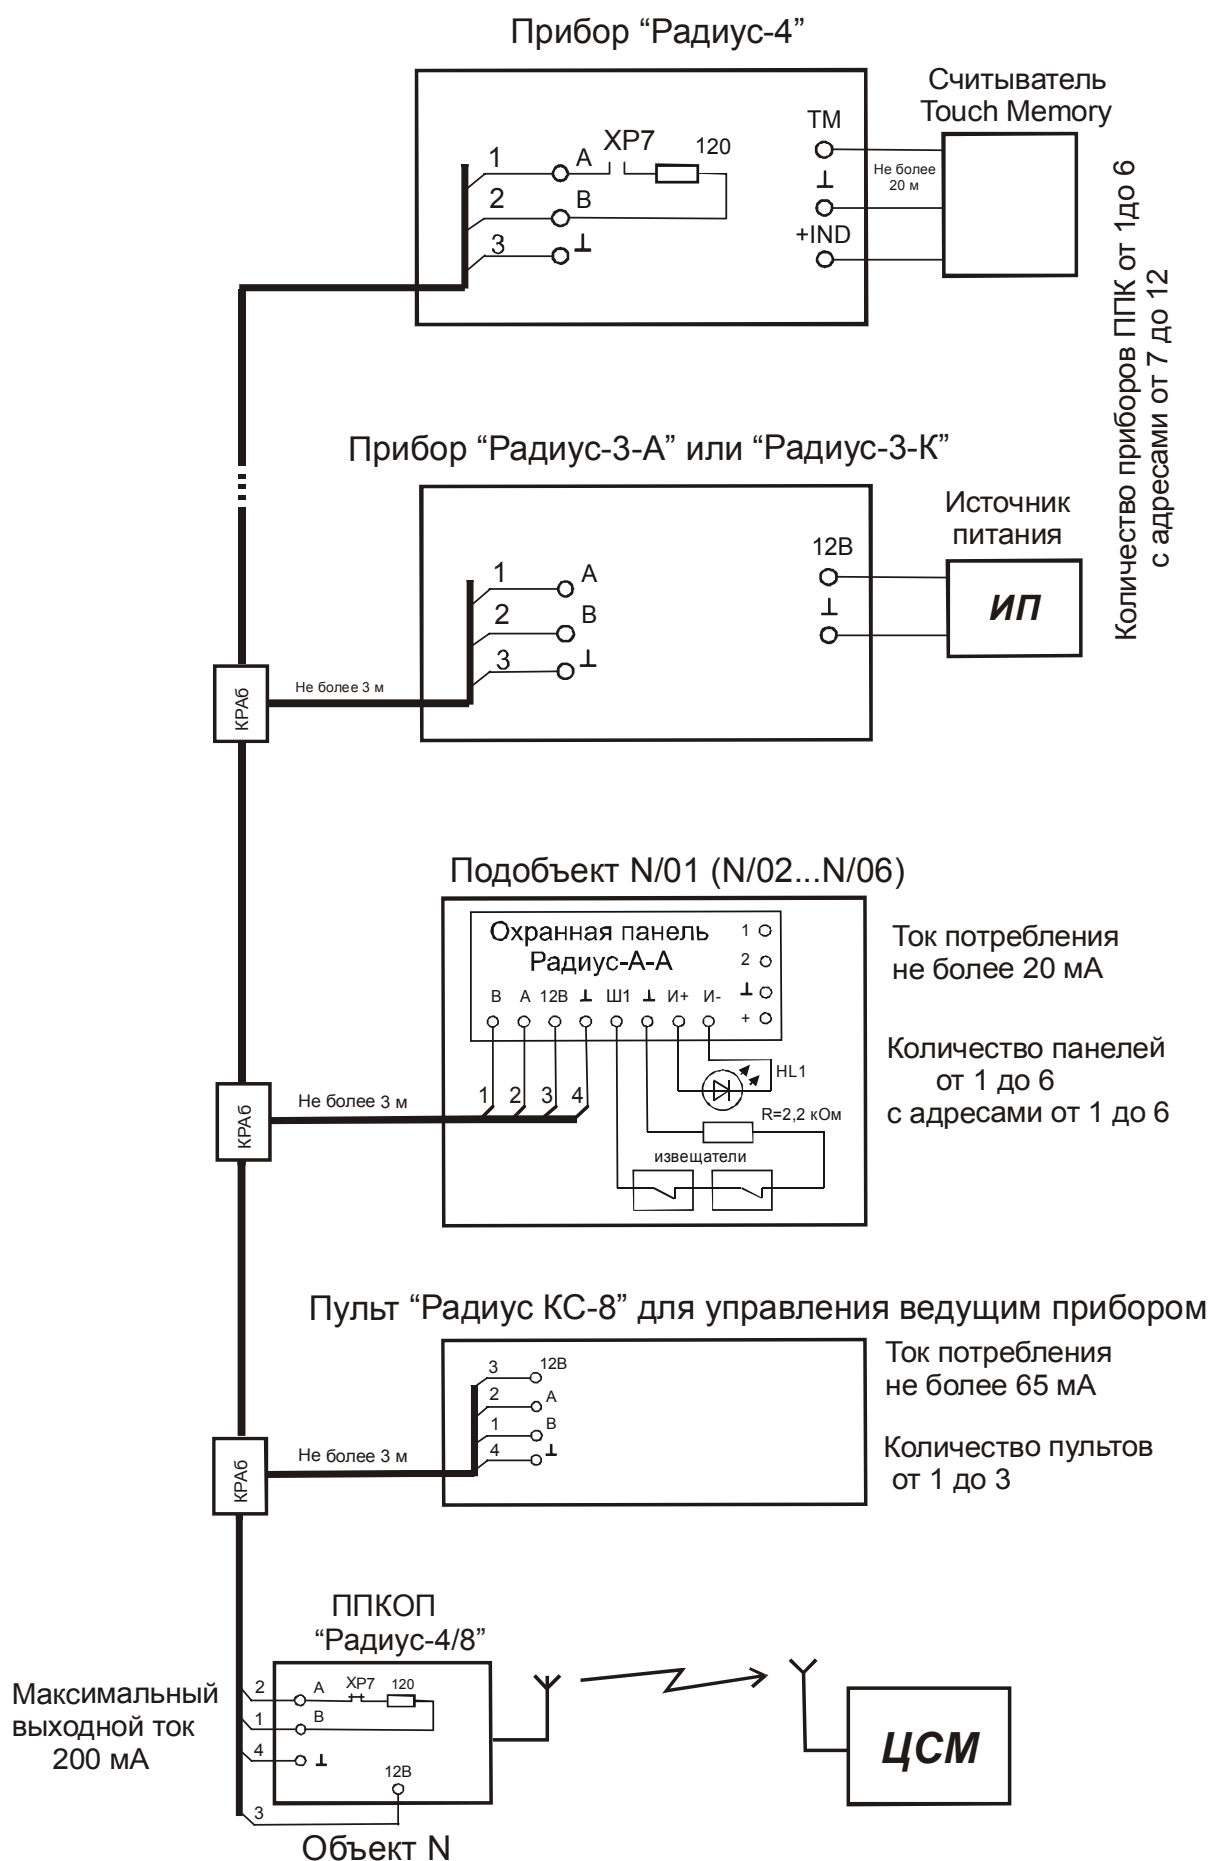 Прибор “Радиус-4”
Считыватель
Touch Memory
1
2
3
A
B
⊥
XP7
120
TM
⊥
+IND
Не более
20 м
Количество приборов ППК от 1до 6
с адресами от 7 до 12
Прибор “Радиус-3-А” или “Радиус-3-К”
1
2
3
A
B
⊥
12В
⊥
Источник
питания
ИП
КРАб
Не более 3 м
Подобъект N/01 (N/02...N/06)
Охранная панель
Радиус-А-А
1
2
⊥
+
В А 12В ⊥ Ш1 ⊥ И+ И-
HL1
1 2 3 4
R=2,2 кОм
извещатели
КРАб
Не более 3 м
Ток потребления
не более 20 мА
Количество панелей
от 1 до 6
с адресами от 1 до 6
Пульт “Радиус КС-8” для управления ведущим прибором
3 12В
2 А
1 В
4 ⊥
КРАб
Не более 3 м
Ток потребления
не более 65 мА
Количество пультов
от 1 до 3
ППКОП
“Радиус-4/8”
Максимальный
выходной ток
200 мА
2 А XP7 120
1 В
4 ⊥
12В
3
ЦСМ
Объект N